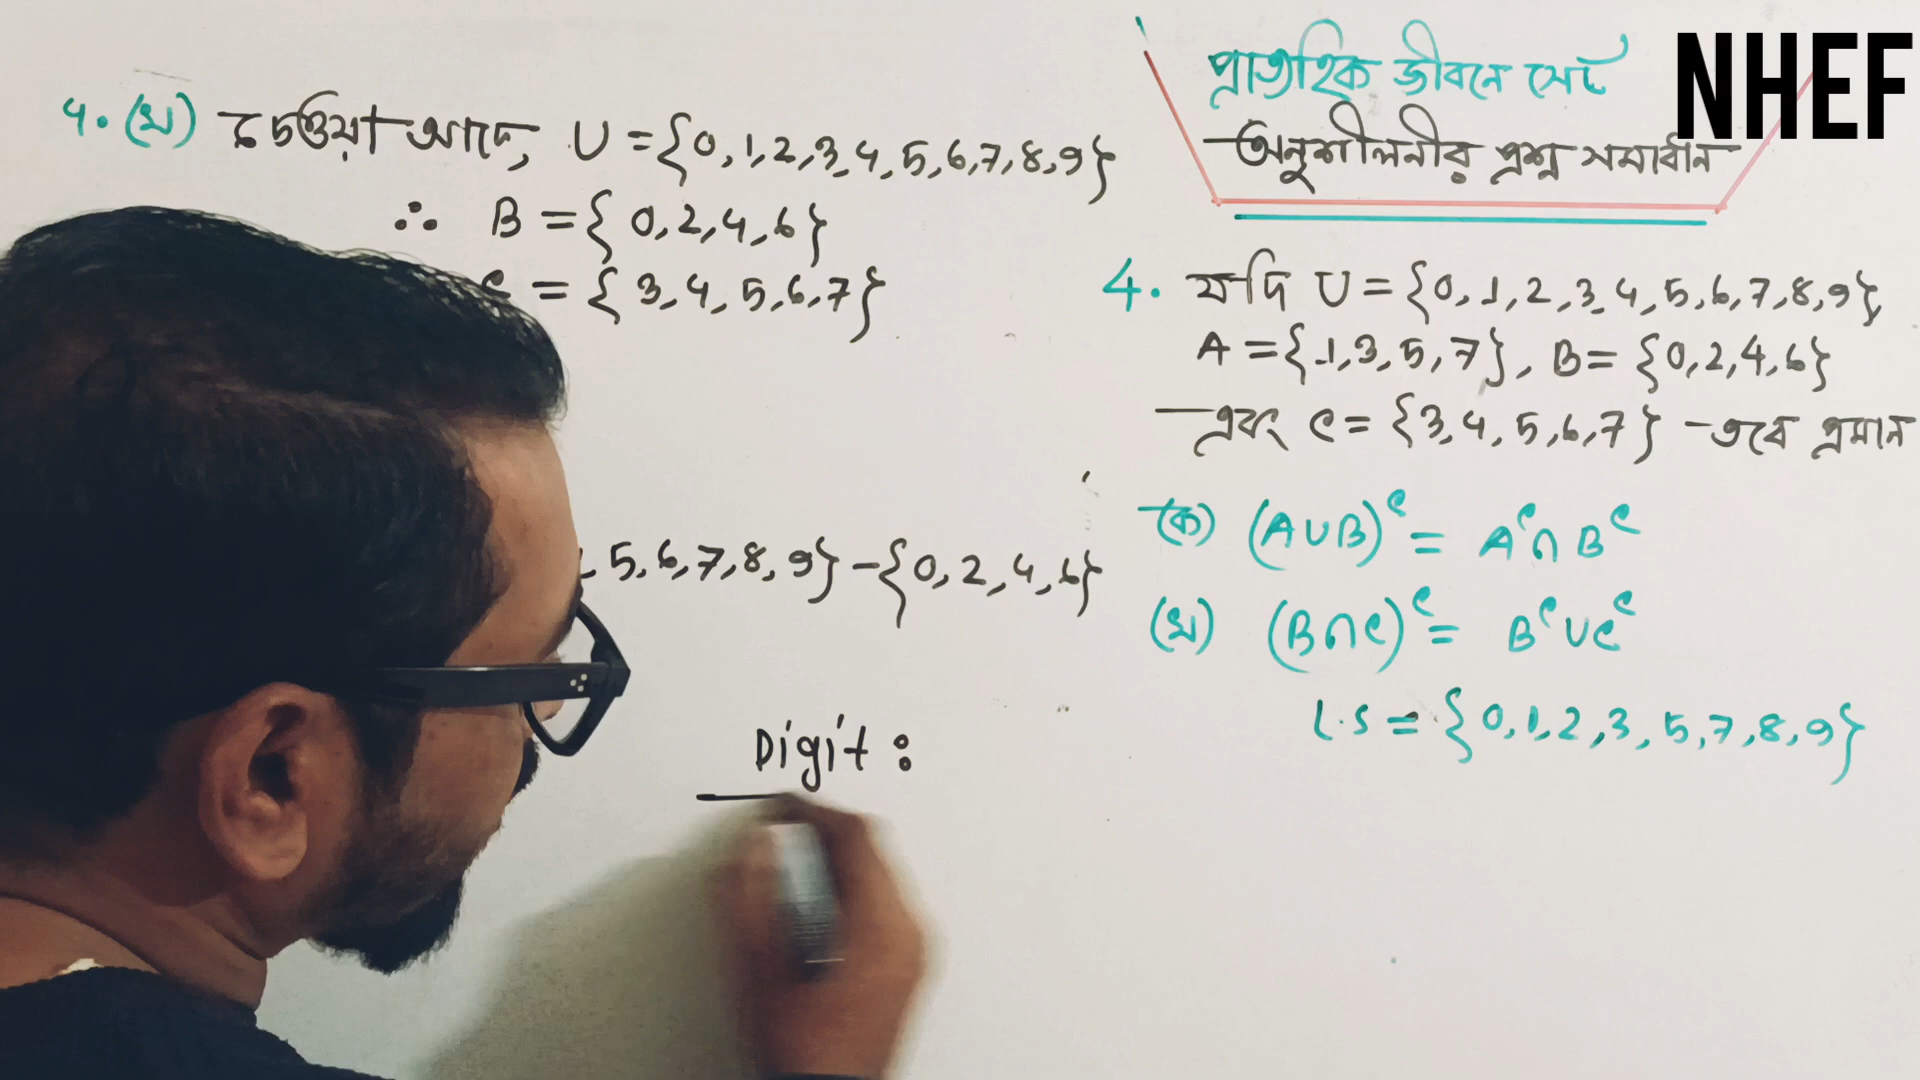 ৭. (খ) দেওয়া আছে, U = {0, 1, 2, 3, 4, 5, 6, 7, 8, 9}
∴ B = { 0, 2, 4, 6}
C = { 3, 4, 5, 6, 7}
5, 6, 7, 8, 9} - {0, 2, 4, 6}
Digit :
প্রাত্যহিক জীবনে সেট
অনুশীলনীর প্রশ্ন সমাধান
NHEF
4. যদি U = {0, 1, 2, 3, 4, 5, 6, 7, 8, 9},
A = {1, 3, 5, 7}, B = {0, 2, 4, 6}
এবং C = {3, 4, 5, 6, 7} তবে প্রমান
(ক) (A∪B)ᶜ = Aᶜ∩Bᶜ
(খ) (B∩C)ᶜ = Bᶜ∪Cᶜ
L.S = {0, 1, 2, 3, 5, 7, 8, 9}